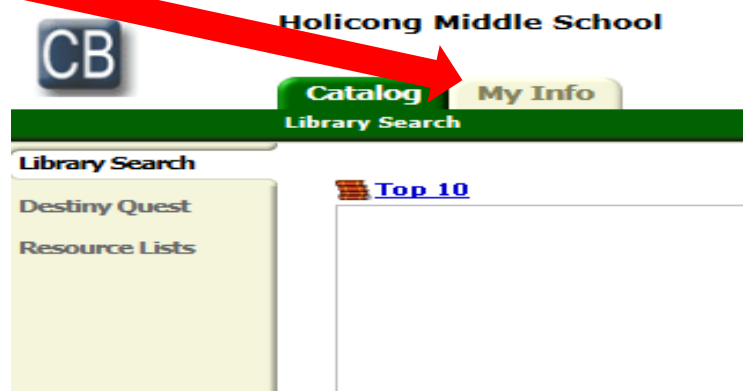 CB
Holicong Middle School
Catalog My Info
Library Search
Library Search
Top 10
Destiny Quest
Resource Lists